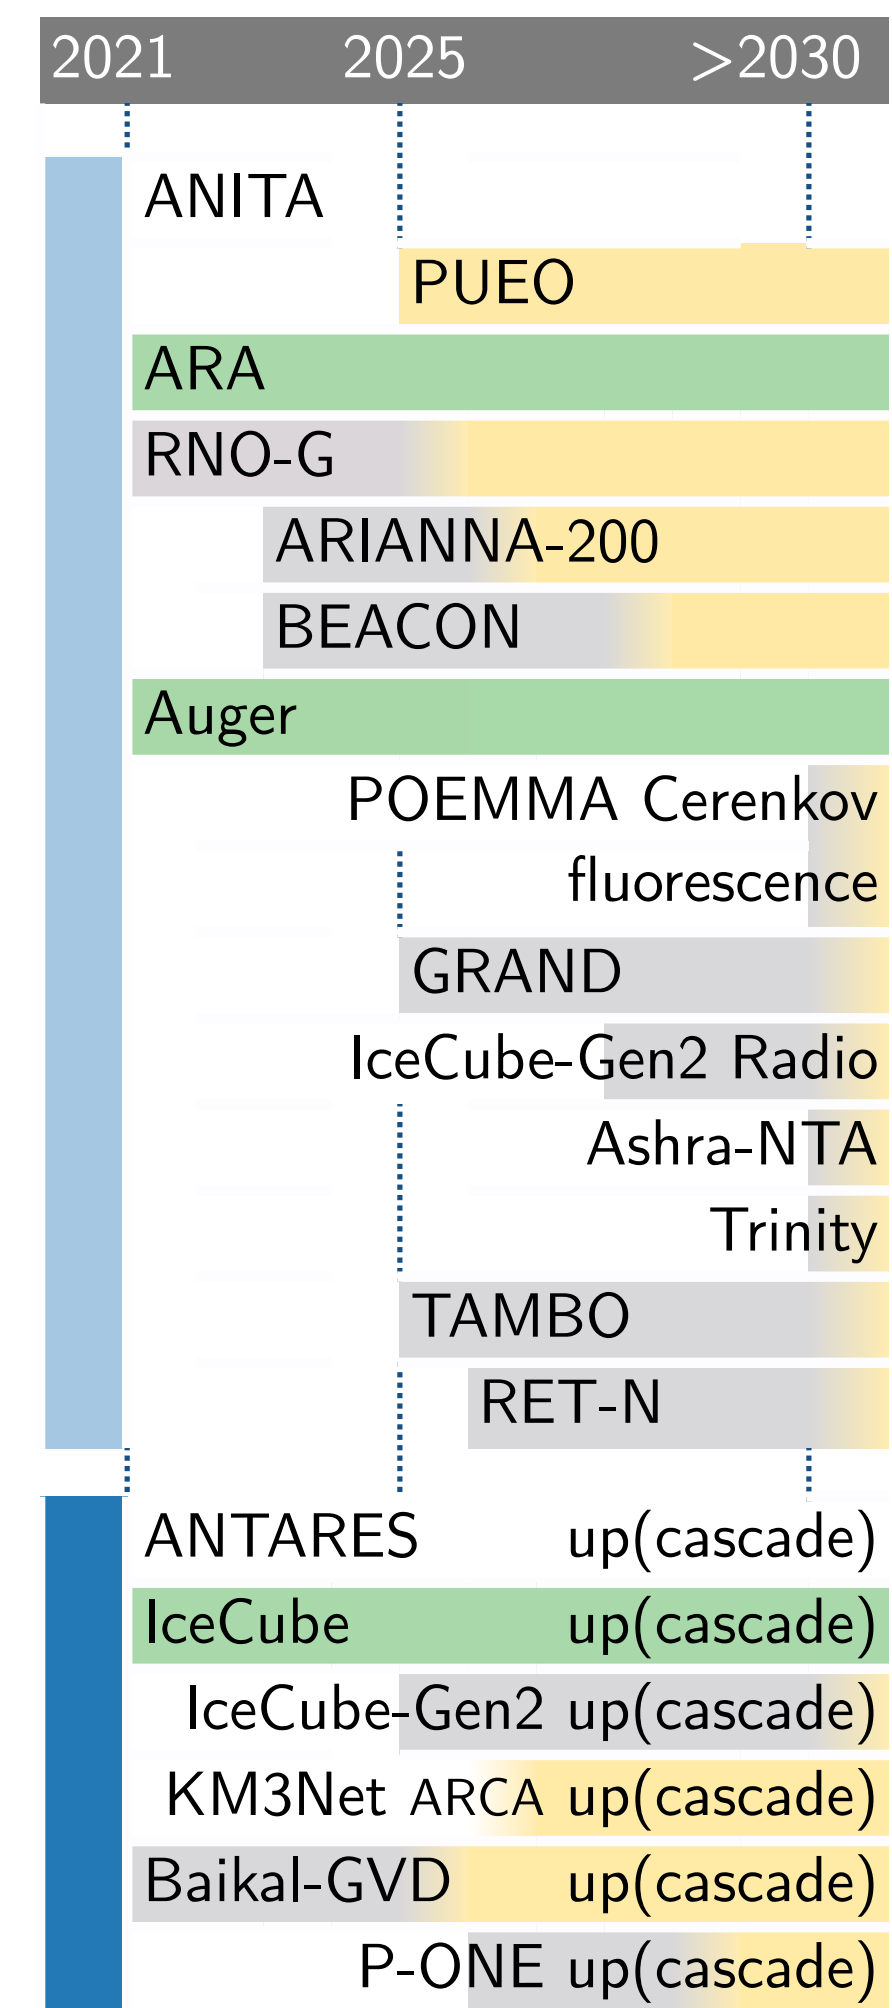 2021 2025 >2030
ANITA
PUEO
ARA
RNO-G
ARIANNA-200
BEACON
Auger
POEMMA Cerenkov
fluorescence
GRAND
IceCube-Gen2 Radio
Ashra-NTA
Trinity
TAMBO
RET-N
ANTARES up(cascade)
IceCube up(cascade)
IceCube-Gen2 up(cascade)
KM3Net ARCA up(cascade)
Baikal-GVD up(cascade)
P-ONE up(cascade)